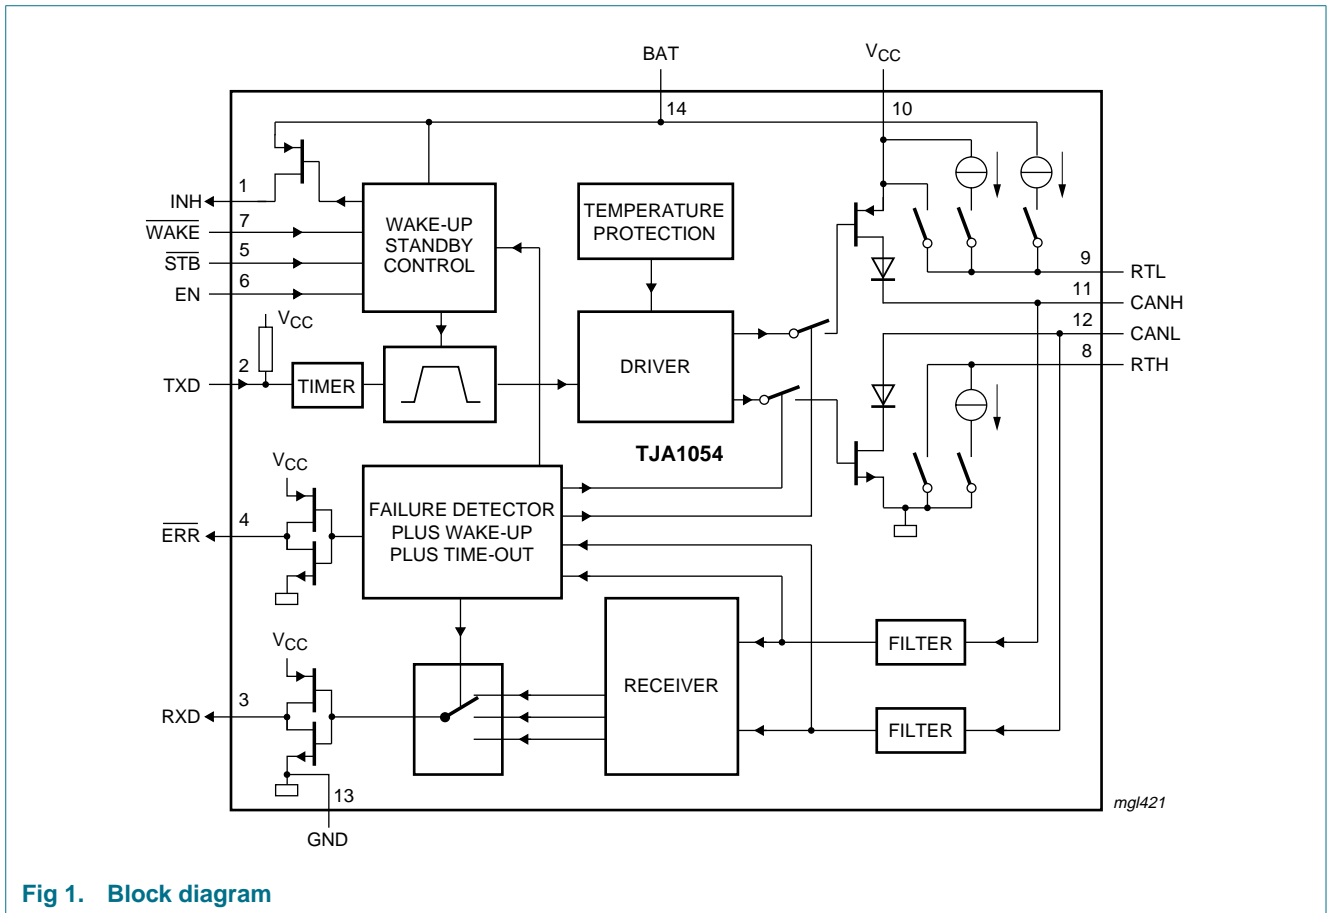 BAT
VCC
14
10
1
INH
7
WAKE
5
STB
6
EN
WAKE-UP
STANDBY
CONTROL
TEMPERATURE
PROTECTION
9
RTL
11
CANH
12
CANL
8
RTH
VCC
2
TXD
TIMER
DRIVER
TJA1054
VCC
4
ERR
FAILURE DETECTOR
PLUS WAKE-UP
PLUS TIME-OUT
FILTER
VCC
3
RXD
RECEIVER
FILTER
13
GND
mgl421
Fig 1. Block diagram